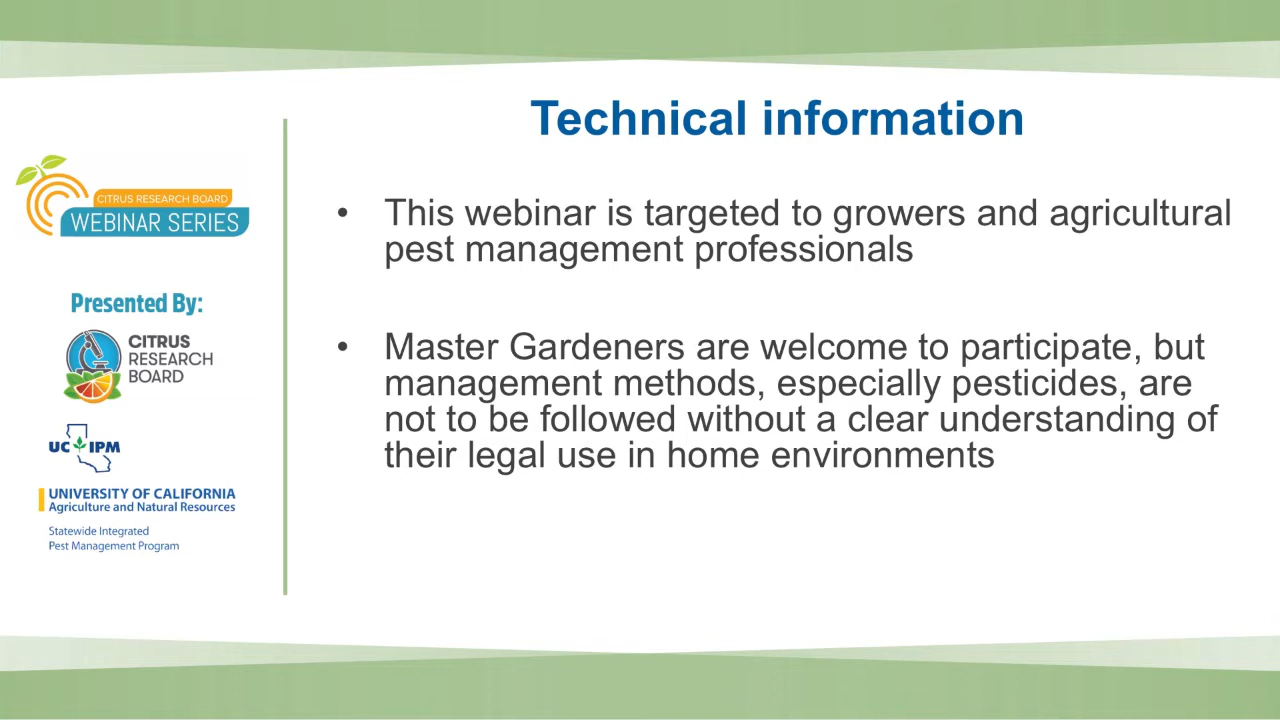 Technical information
CITRUS RESEARCH BOARD
WEBINAR SERIES
Presented By:
CITRUS
RESEARCH
BOARD
UC IPM
UNIVERSITY OF CALIFORNIA
Agriculture and Natural Resources
Statewide Integrated
Pest Management Program
• This webinar is targeted to growers and agricultural
pest management professionals
• Master Gardeners are welcome to participate, but
management methods, especially pesticides, are
not to be followed without a clear understanding of
their legal use in home environments